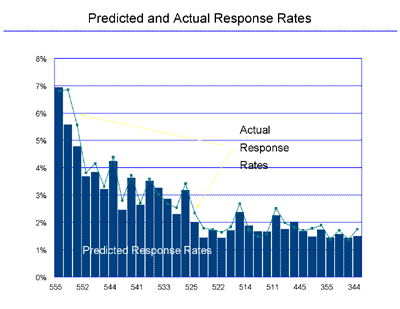 Predicted and Actual Response Rates
8%
7%
6%
5%
4%
3%
2%
1%
0%
Actual
Response
Rates
Predicted Response Rates
555 552 544 541 533 525 522 514 511 445 355 344